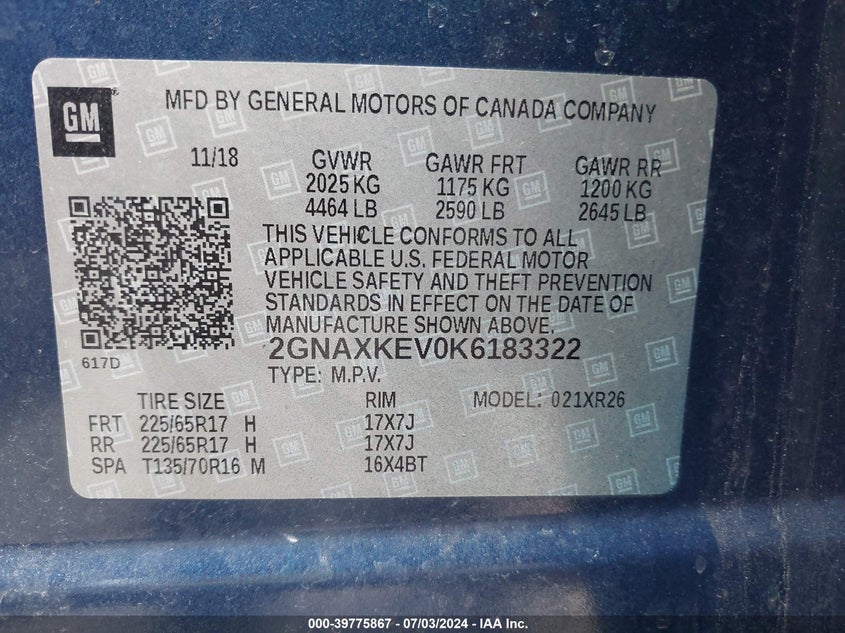 GM
MFD BY GENERAL MOTORS OF CANADA COMPANY
11/18 GVWR GAWR FRT GAWR RR
2025 KG 1175 KG 1200 KG
4464 LB 2590 LB 2645 LB
THIS VEHICLE CONFORMS TO ALL
APPLICABLE U.S. FEDERAL MOTOR
VEHICLE SAFETY AND THEFT PREVENTION
STANDARDS IN EFFECT ON THE DATE OF
MANUFACTURE SHOWN ABOVE.
617D
2GNAXKEV0K6183322
TYPE: M.P.V.
TIRE SIZE RIM MODEL: 021XR26
FRT 225/65R17 H 17X7J
RR 225/65R17 H 17X7J
SPA T135/70R16 M 16X4BT
000-39775867 / 07/03/2024 - IAA Inc.